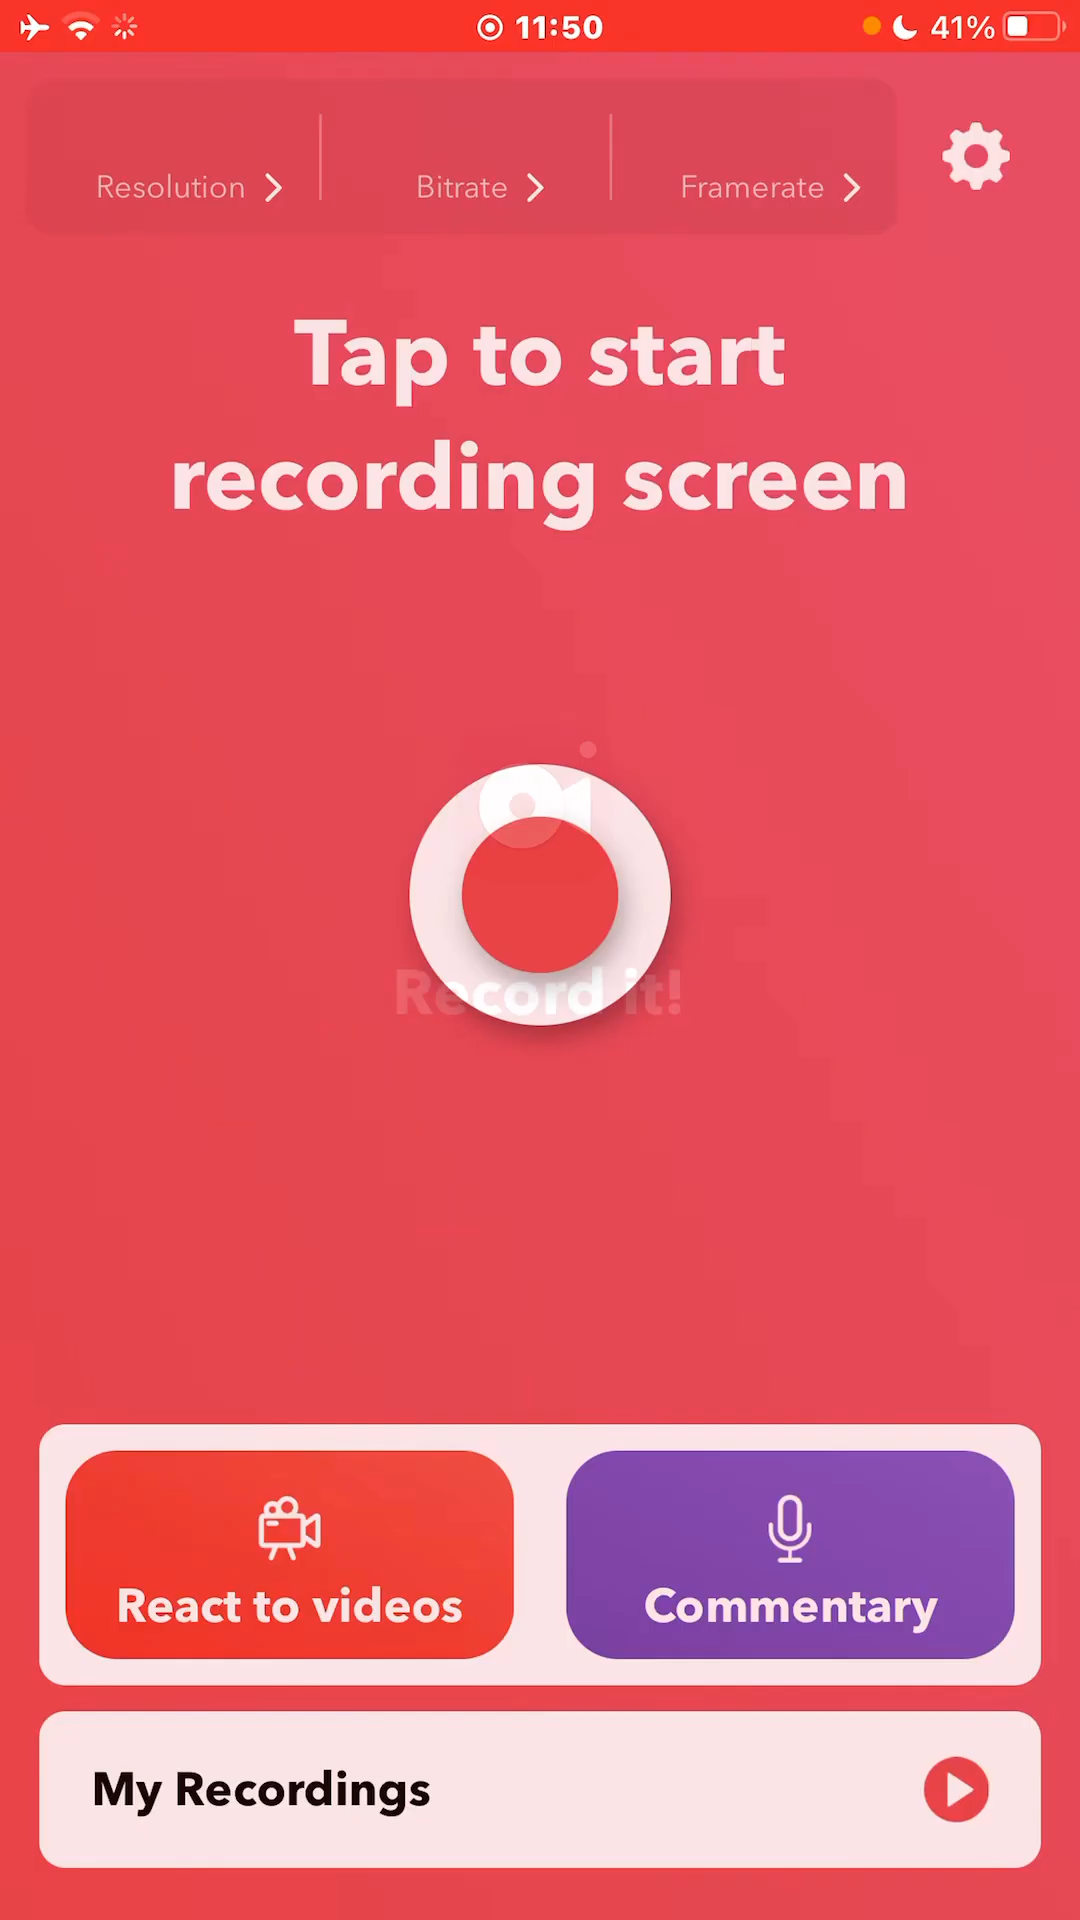 11:50
41%
Resolution
Bitrate
Framerate
Tap to start
recording screen
Record it!
React to videos
Commentary
My Recordings